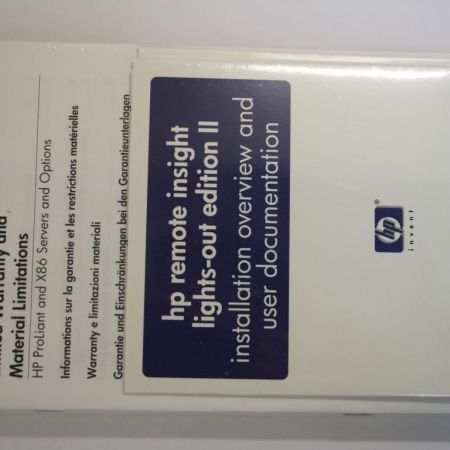 Warranty and
Material Limitations
HP ProLiant and X86 Servers and Options
Informations sur la garantie et les restrictions matérielles
Warranty e limitazioni materiali
Garantie und Einschränkungen bei den Garantieunterlagen
hp remote insight
lights-out edition II
installation overview and
user documentation
hp
®
invent